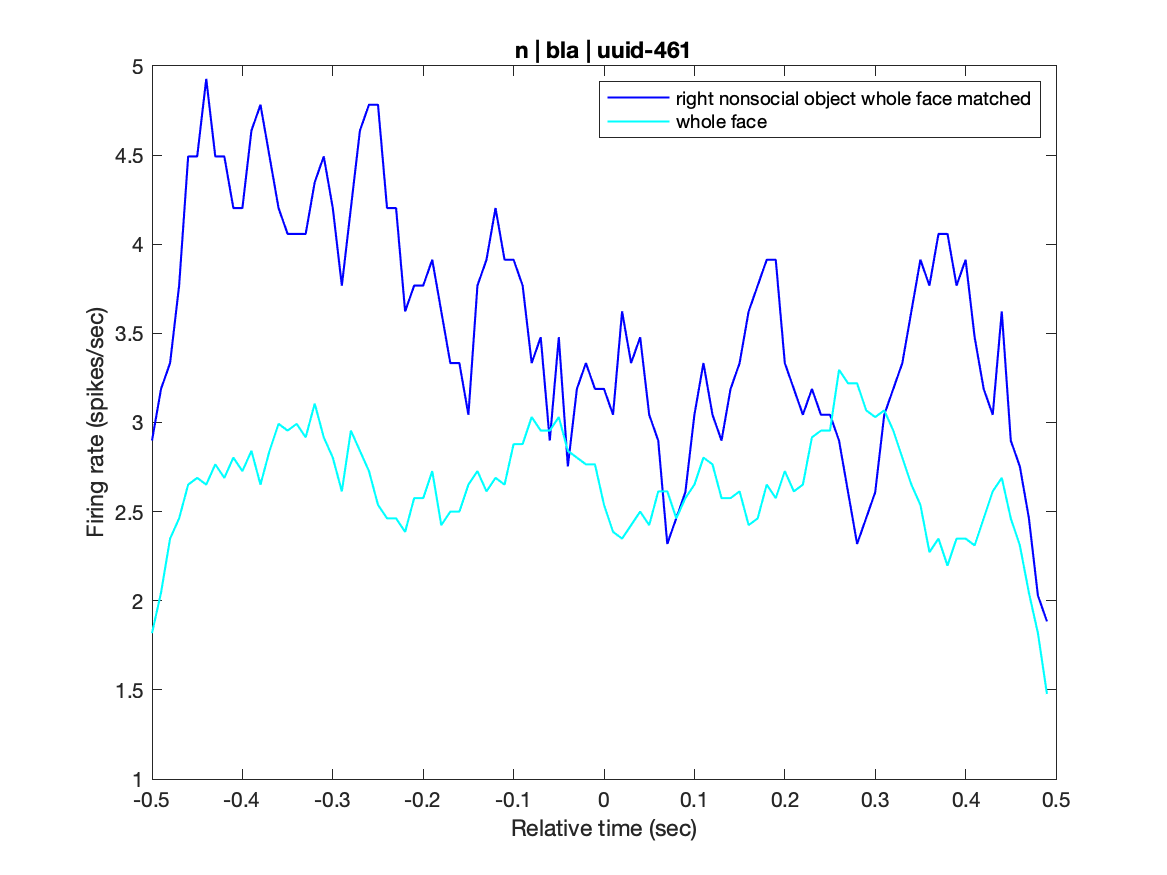 n | bla | uuid-461
right nonsocial object whole face matched
whole face
Firing rate (spikes/sec)
5
4.5
4
3.5
3
2.5
2
1.5
1
-0.5 -0.4 -0.3 -0.2 -0.1 0 0.1 0.2 0.3 0.4 0.5
Relative time (sec)